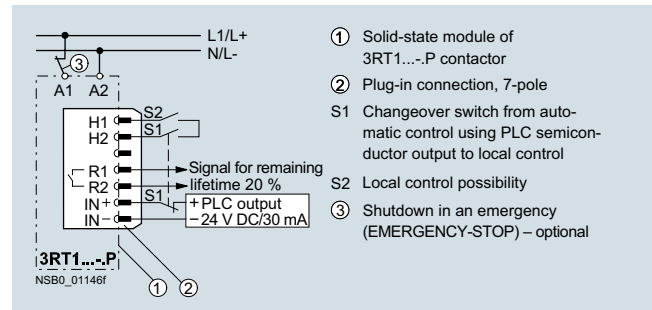 L1/L+
N/L-
3
A1 A2
H1
H2
S2
S1
R1
R2
Signal for remaining
lifetime 20 %
IN+
IN−
S1
+PLC output
−24 V DC/30 mA
3RT1...-.P
NSB0_01146f
1 2
1 Solid-state module of
3RT1...-.P contactor
2 Plug-in connection, 7-pole
S1 Changeover switch from auto-
matic control using PLC semicon-
ductor output to local control
S2 Local control possibility
3 Shutdown in an emergency
(EMERGENCY-STOP) – optional